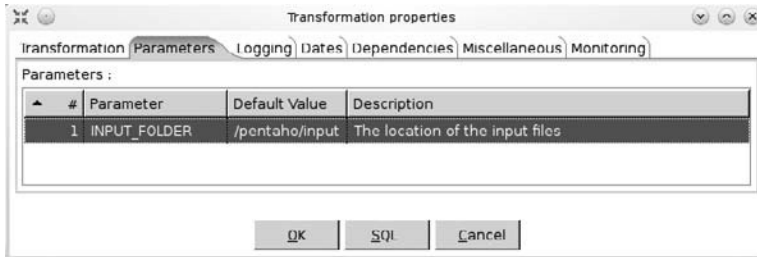 Transformation properties
Transformation Parameters Logging Dates Dependencies Miscellaneous Monitoring
Parameters :
# Parameter Default Value Description
1 INPUT_FOLDER /pentaho/input The location of the input files
OK SQL Cancel